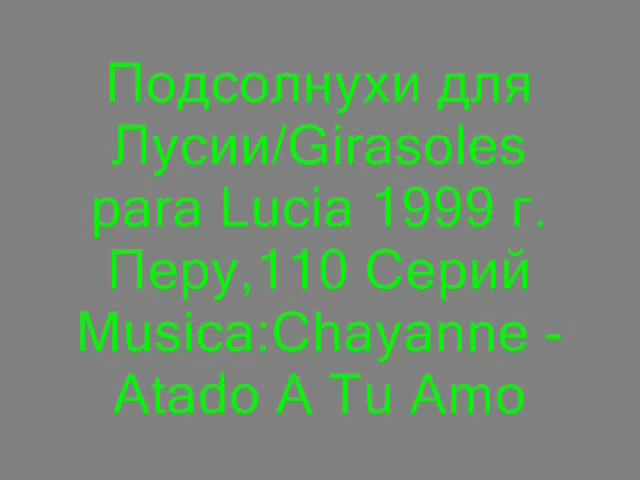 Подсолнухи для
Лусии/Girasoles
para Lucia 1999 г.
Перу,110 Серий
Musica:Chayanne -
Atado A Tu Amo